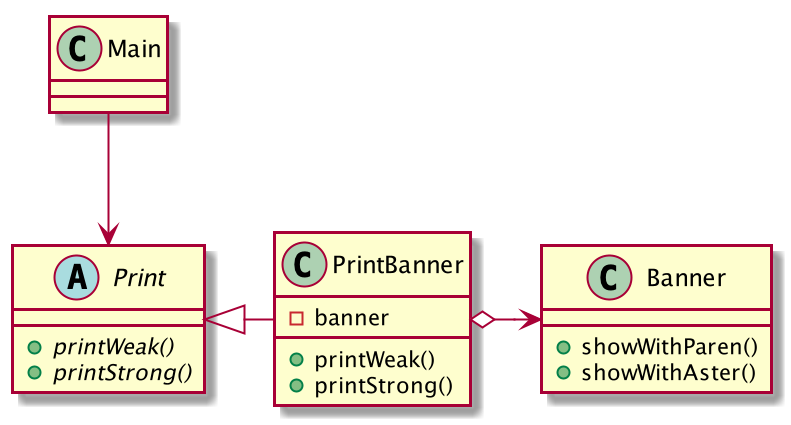 C Main
A Print
printWeak()
printStrong()
C PrintBanner
banner
printWeak()
printStrong()
C Banner
showWithParen()
showWithAster()